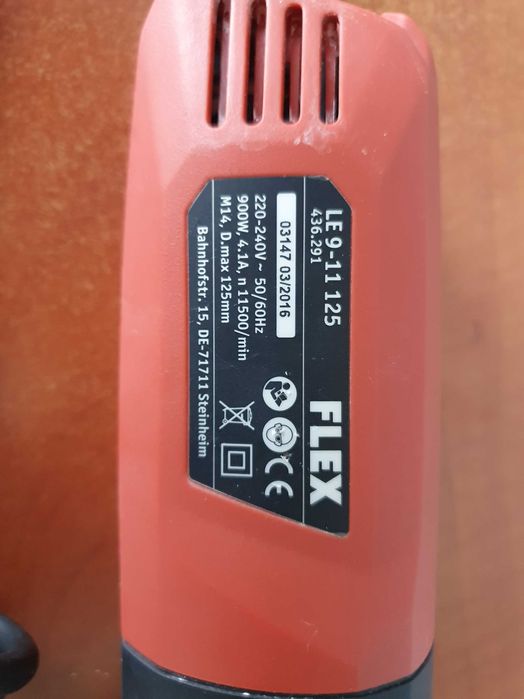 LE 9-11 125
436.291
FLEX
03147 03/2016
220-240V ~ 50/60Hz
900W, 4.1A, n 11500/min
M14, D.max 125mm
CE
Bahnhofstr. 15, DE-71711 Steinheim